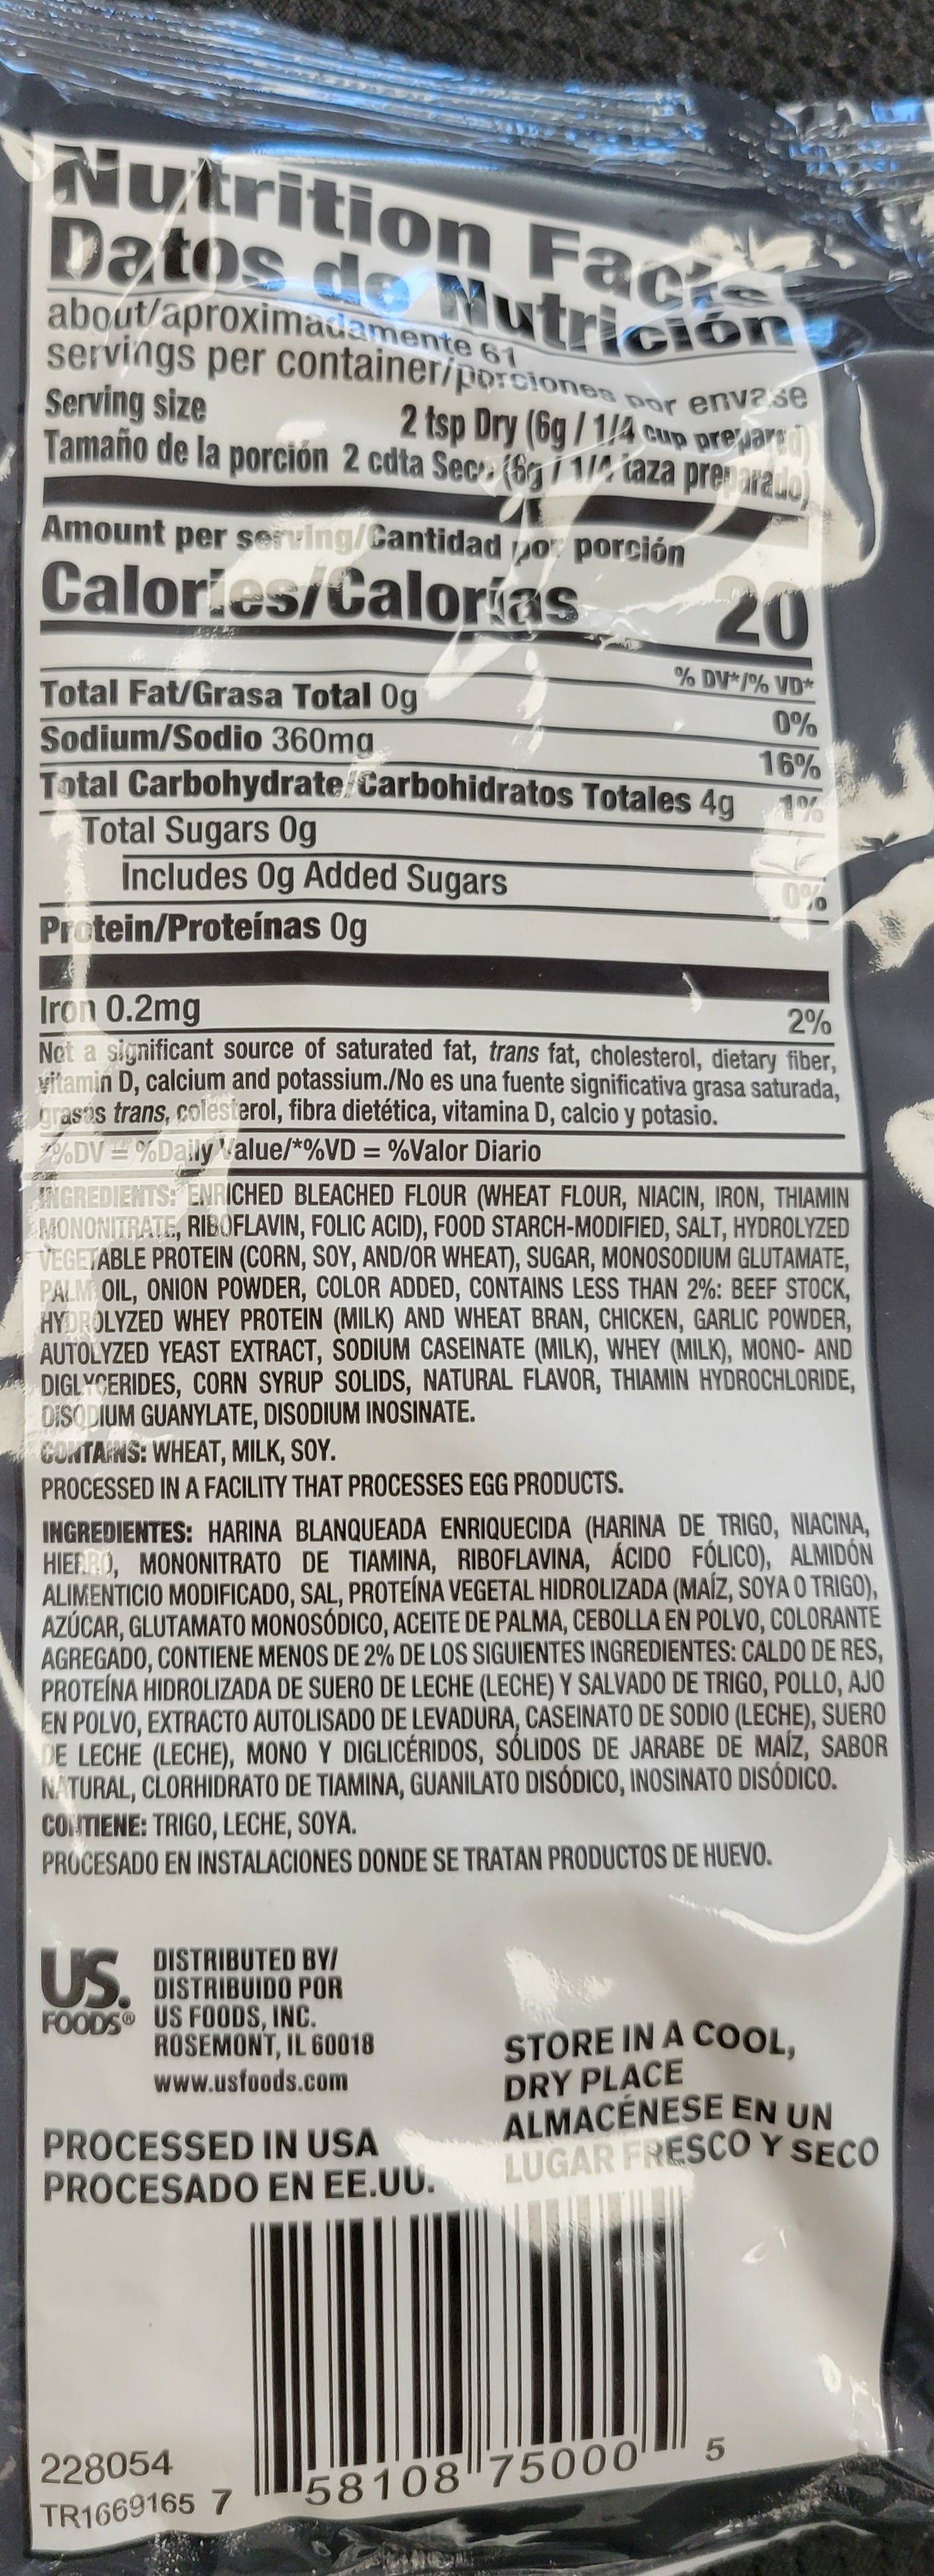 Nutrition Facts
Datos de Nutrición
about/aproximadamente 61
servings per container/porciones por envase
Serving size 2 tsp Dry (6g / 1/4 cup prepared)
Tamaño de la porción 2 cdta Seco (6g / 1/4 taza preparado)
Amount per serving/Cantidad por porción
Calories/Calorías 20
% DV*/% VD*
Total Fat/Grasa Total 0g 0%
Sodium/Sodio 360mg 16%
Total Carbohydrate/Carbohidratos Totales 4g 1%
Total Sugars 0g
Includes 0g Added Sugars 0%
Protein/Proteínas 0g
Iron 0.2mg 2%
Not a significant source of saturated fat, trans fat, cholesterol, dietary fiber,
vitamin D, calcium and potassium./No es una fuente significativa grasa saturada,
grasas trans, colesterol, fibra dietética, vitamina D, calcio y potasio.
*%DV = %Daily Value/*%VD = %Valor Diario
INGREDIENTS: ENRICHED BLEACHED FLOUR (WHEAT FLOUR, NIACIN, IRON, THIAMIN
MONONITRATE, RIBOFLAVIN, FOLIC ACID), FOOD STARCH-MODIFIED, SALT, HYDROLYZED
VEGETABLE PROTEIN (CORN, SOY, AND/OR WHEAT), SUGAR, MONOSODIUM GLUTAMATE,
PALM OIL, ONION POWDER, COLOR ADDED, CONTAINS LESS THAN 2%: BEEF STOCK,
HYDROLYZED WHEY PROTEIN (MILK) AND WHEAT BRAN, CHICKEN, GARLIC POWDER,
AUTOLYZED YEAST EXTRACT, SODIUM CASEINATE (MILK), WHEY (MILK), MONO- AND
DIGLYCERIDES, CORN SYRUP SOLIDS, NATURAL FLAVOR, THIAMIN HYDROCHLORIDE,
DISODIUM GUANYLATE, DISODIUM INOSINATE.
CONTAINS: WHEAT, MILK, SOY.
PROCESSED IN A FACILITY THAT PROCESSES EGG PRODUCTS.
INGREDIENTES: HARINA BLANQUEADA ENRIQUECIDA (HARINA DE TRIGO, NIACINA,
HIERRO, MONONITRATO DE TIAMINA, RIBOFLAVINA, ÁCIDO FÓLICO), ALMIDÓN
ALIMENTICIO MODIFICADO, SAL, PROTEÍNA VEGETAL HIDROLIZADA (MAÍZ, SOYA O TRIGO),
AZÚCAR, GLUTAMATO MONOSÓDICO, ACEITE DE PALMA, CEBOLLA EN POLVO, COLORANTE
AGREGADO, CONTIENE MENOS DE 2% DE LOS SIGUIENTES INGREDIENTES: CALDO DE RES,
PROTEÍNA HIDROLIZADA DE SUERO DE LECHE (LECHE) Y SALVADO DE TRIGO, POLLO, AJO
EN POLVO, EXTRACTO AUTOLISADO DE LEVADURA, CASEINATO DE SODIO (LECHE), SUERO
DE LECHE (LECHE), MONO Y DIGLICÉRIDOS, SÓLIDOS DE JARABE DE MAÍZ, SABOR
NATURAL, CLORHIDRATO DE TIAMINA, GUANILATO DISÓDICO, INOSINATO DISÓDICO.
CONTIENE: TRIGO, LECHE, SOYA.
PROCESADO EN INSTALACIONES DONDE SE TRATAN PRODUCTOS DE HUEVO.
US.
FOODS®
DISTRIBUTED BY/
DISTRIBUIDO POR
US FOODS, INC.
ROSEMONT, IL 60018
www.usfoods.com
STORE IN A COOL,
DRY PLACE
ALMACÉNESE EN UN
LUGAR FRESCO Y SECO
PROCESSED IN USA
PROCESADO EN EE.UU.
228054
TR1669165
7 58108 75000 5